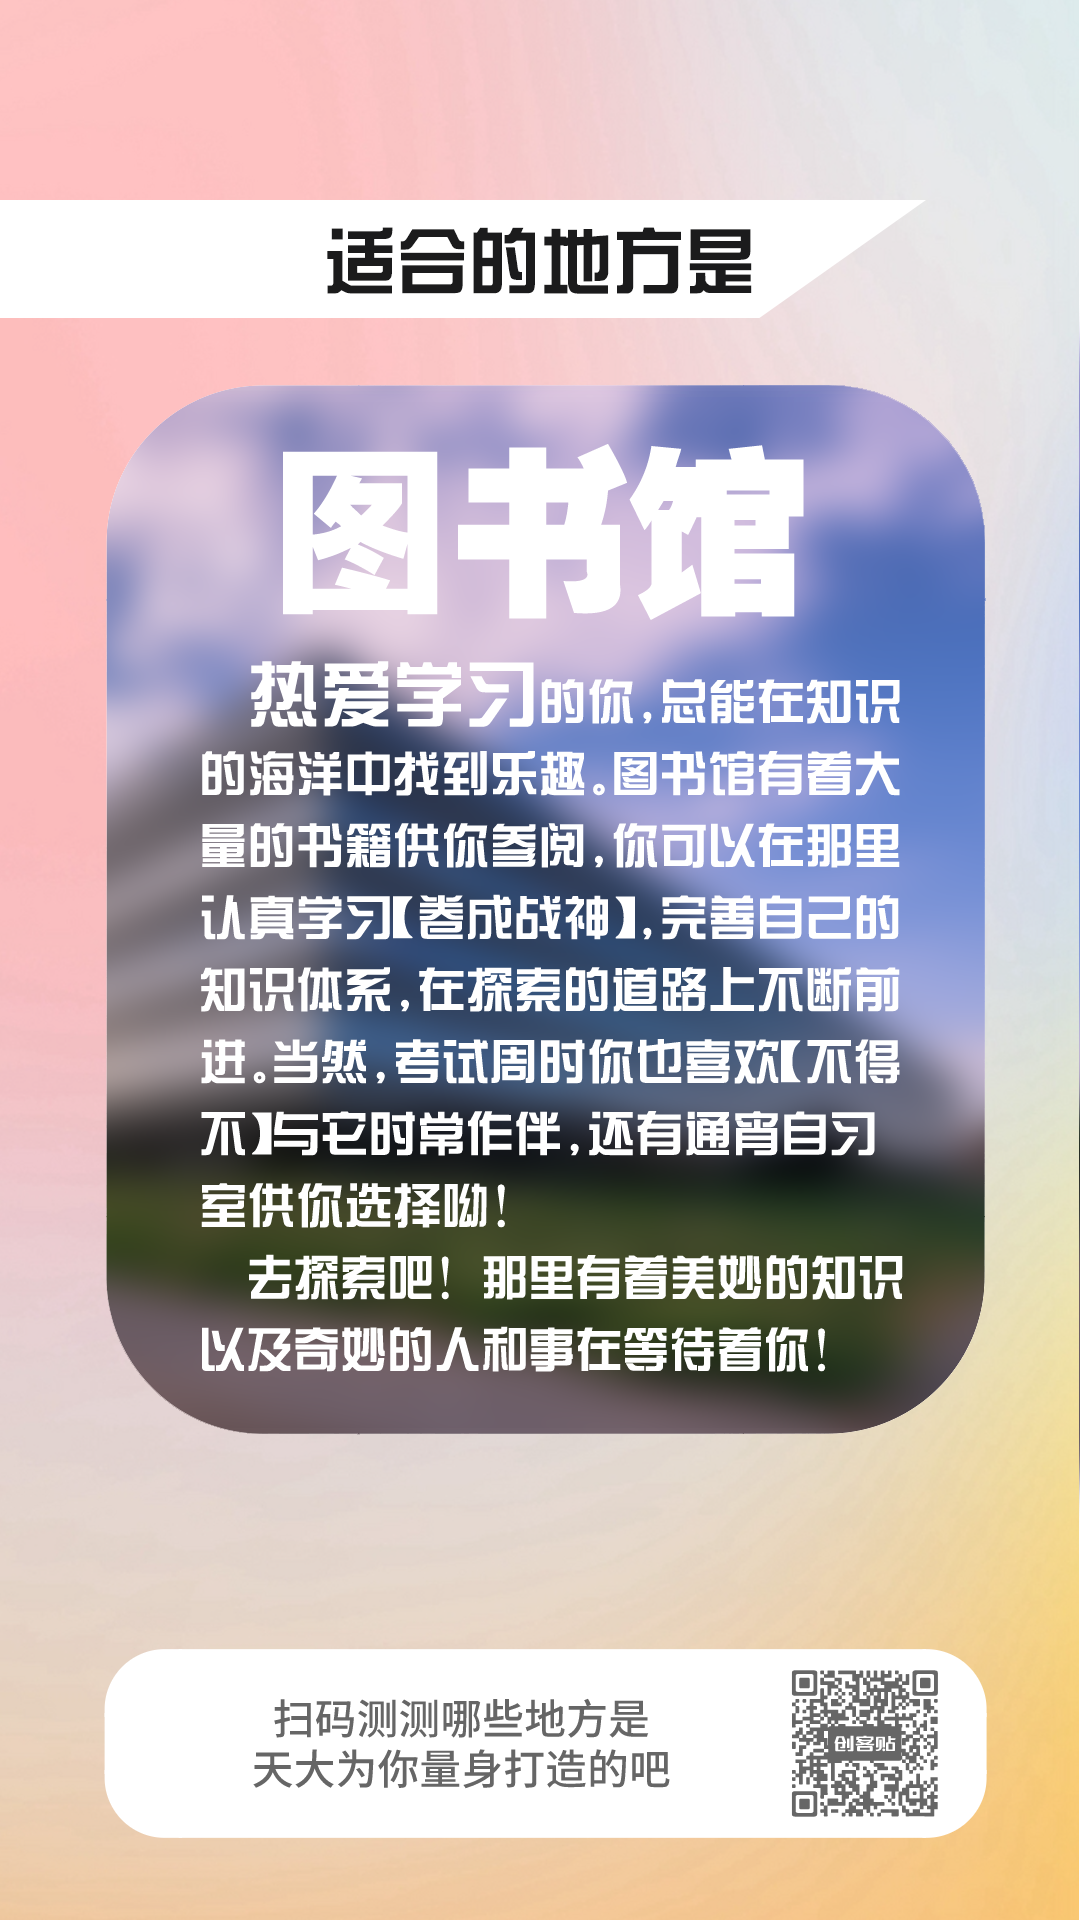 适合的地方是
图书馆
热爱学习的你,总能在知识
的海洋中找到乐趣。图书馆有着大
量的书籍供你参阅,你可以在那里
认真学习【卷成战神】,完善自己的
知识体系,在探索的道路上不断前
进。当然,考试周时你也喜欢【不得
不】与它时常作伴,还有通宵自习
室供你选择呦!
去探索吧!那里有着美妙的知识
以及奇妙的人和事在等待着你!
扫码测测哪些地方是
天大为你量身打造的吧
创客贴